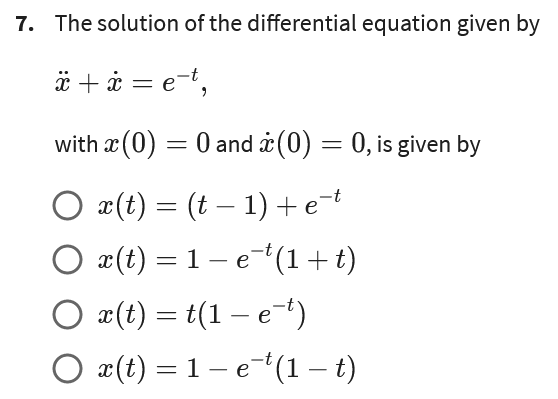 7. The solution of the differential equation given by
ẍ + ẋ = e^{−t},
with x(0) = 0 and ẋ(0) = 0, is given by
x(t) = (t − 1) + e^{−t}
x(t) = 1 − e^{−t}(1 + t)
x(t) = t(1 − e^{−t})
x(t) = 1 − e^{−t}(1 − t)